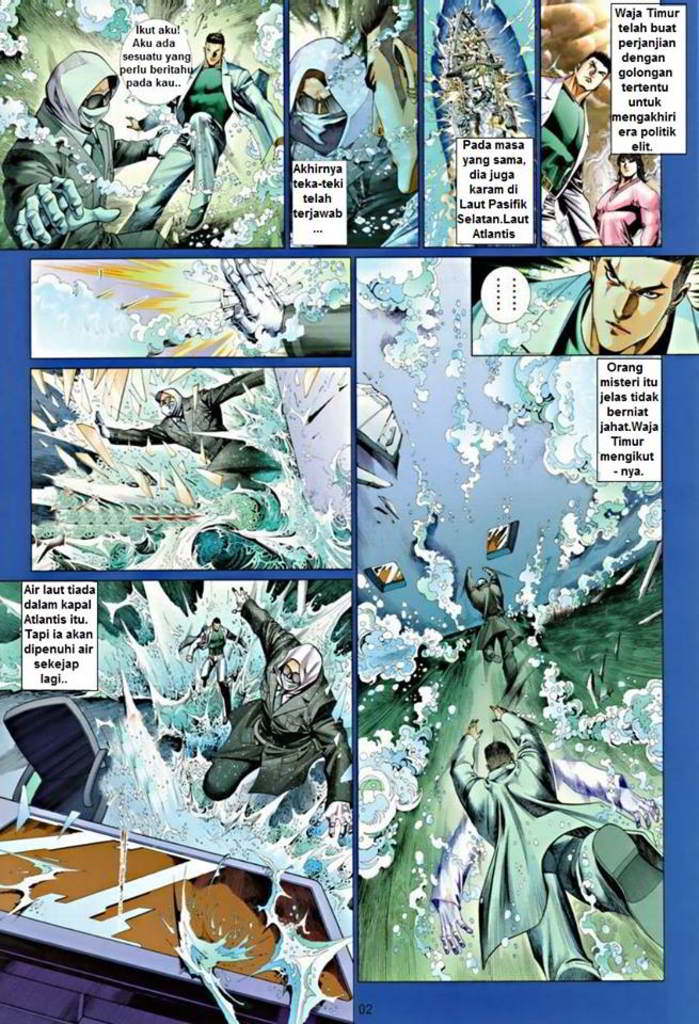 Ikut aku!
Aku ada
sesuatu yang
perlu beritahu
pada kau..
Akhirnya
teka-teki
telah
terjawab
...
Pada masa
yang sama,
dia juga
karam di
Laut Pasifik
Selatan.Laut
Atlantis
Waja Timur
telah buat
perjanjian
dengan
golongan
tertentu
untuk
mengakhiri
era politik
elit.
......
Orang
misteri itu
jelas tidak
berniat
jahat.Waja
Timur
mengikut
-nya.
Air laut tiada
dalam kapal
Atlantis itu.
Tapi ia akan
dipenuhi air
sekejap
lagi..
02